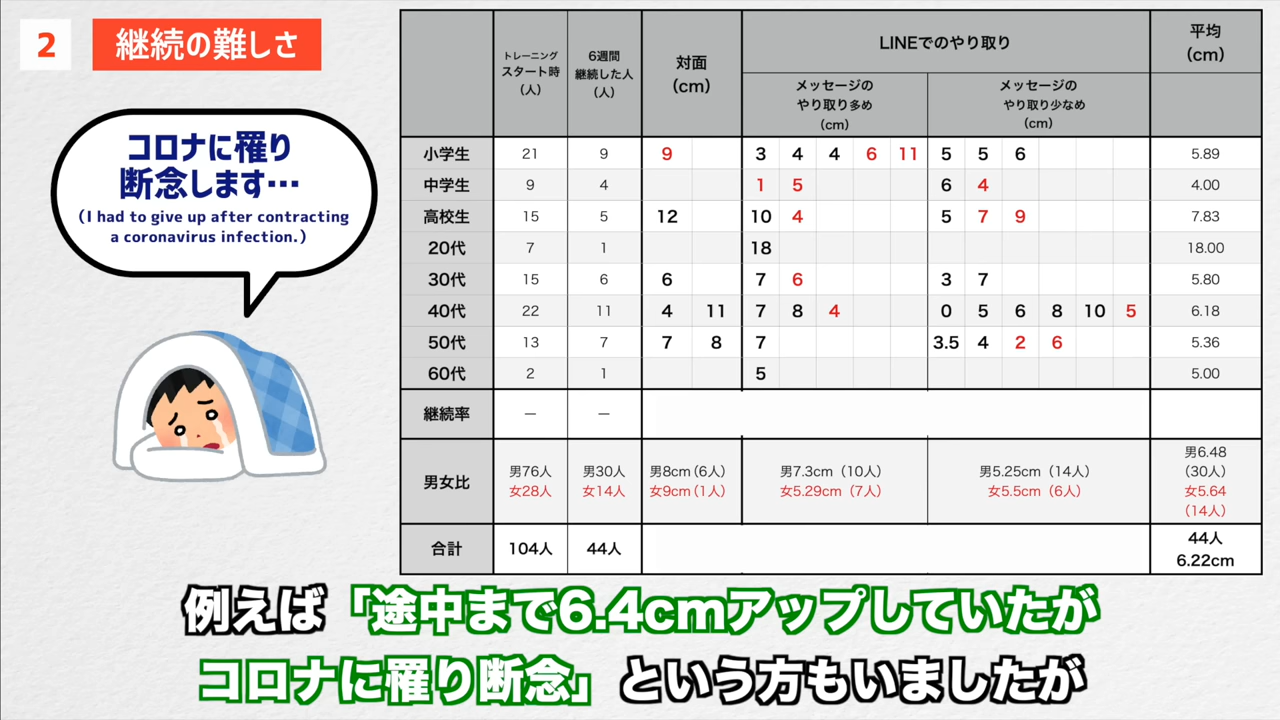 2 継続の難しさ
コロナに罹り
断念します…
(I had to give up after contracting
a coronavirus infection.)
トレーニング
スタート時
(人)
6週間
継続した人
(人)
対面
(cm)
LINEでのやり取り
メッセージの
やり取り多め
(cm)
メッセージの
やり取り少なめ
(cm)
平均
(cm)
小学生 21 9 9 3 4 4 6 11 5 5 6 5.89
中学生 9 4 1 5 6 4 4.00
高校生 15 5 12 10 4 5 7 9 7.83
20代 7 1 18 18.00
30代 15 6 6 7 6 3 7 5.80
40代 22 11 4 11 7 8 4 0 5 6 8 10 5 6.18
50代 13 7 7 8 7 3.5 4 2 6 5.36
60代 2 1 5 5.00
継続率 — —
男女比
男76人
女28人
男30人
女14人
男8cm(6人)
女9cm(1人)
男7.3cm(10人)
女5.29cm(7人)
男5.25cm(14人)
女5.5cm(6人)
男6.48
(30人)
女5.64
(14人)
合計 104人 44人
44人
6.22cm
例えば「途中まで6.4cmアップしていたが
コロナに罹り断念」という方もいましたが